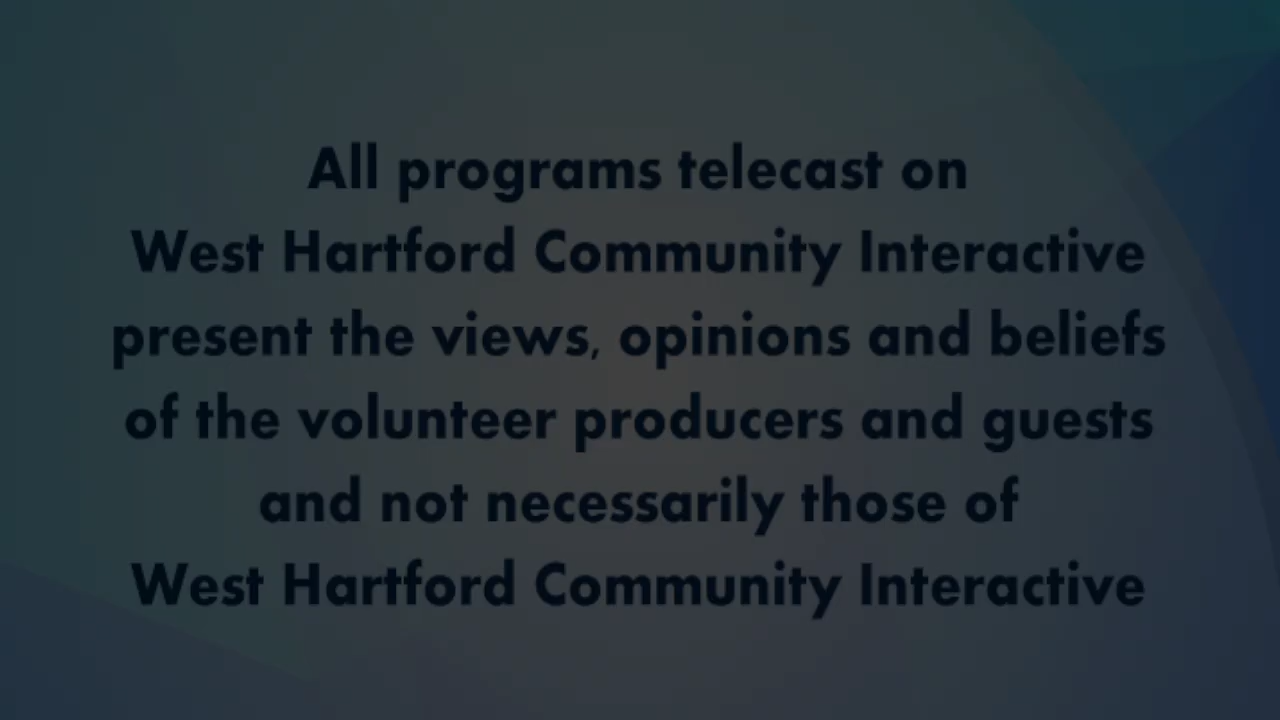 All programs telecast on
West Hartford Community Interactive
present the views, opinions and beliefs
of the volunteer producers and guests
and not necessarily those of
West Hartford Community Interactive